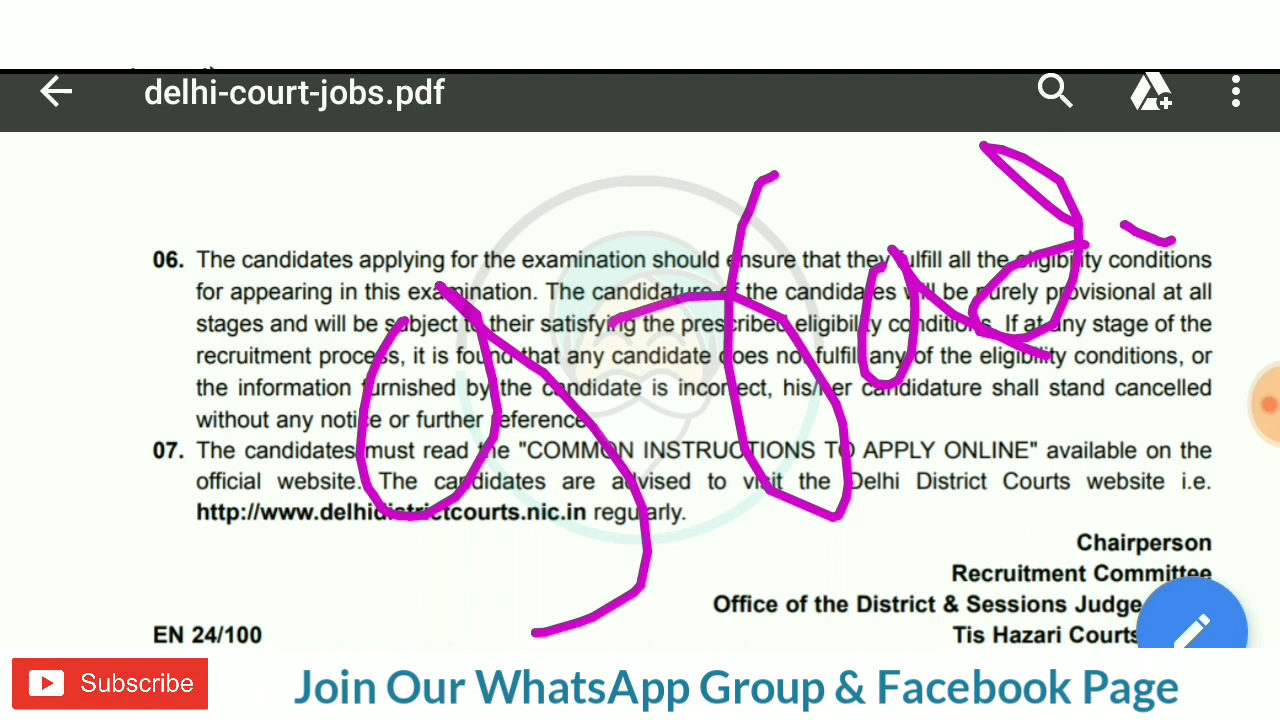 delhi-court-jobs.pdf
06. The candidates applying for the examination should ensure that they fulfill all the eligibility conditions
for appearing in this examination. The candidature of the candidates will be purely provisional at all
stages and will be subject to their satisfying the prescribed eligibility conditions. If at any stage of the
recruitment process, it is found that any candidate does not fulfill any of the eligibility conditions, or
the information furnished by the candidate is incorrect, his/her candidature shall stand cancelled
without any notice or further reference.
07. The candidates must read the "COMMON INSTRUCTIONS TO APPLY ONLINE" available on the
official website. The candidates are advised to visit the Delhi District Courts website i.e.
http://www.delhidistrictcourts.nic.in regularly.
Chairperson
Recruitment Committee
Office of the District & Sessions Judge
Tis Hazari Courts
EN 24/100
Subscribe
Join Our WhatsApp Group & Facebook Page